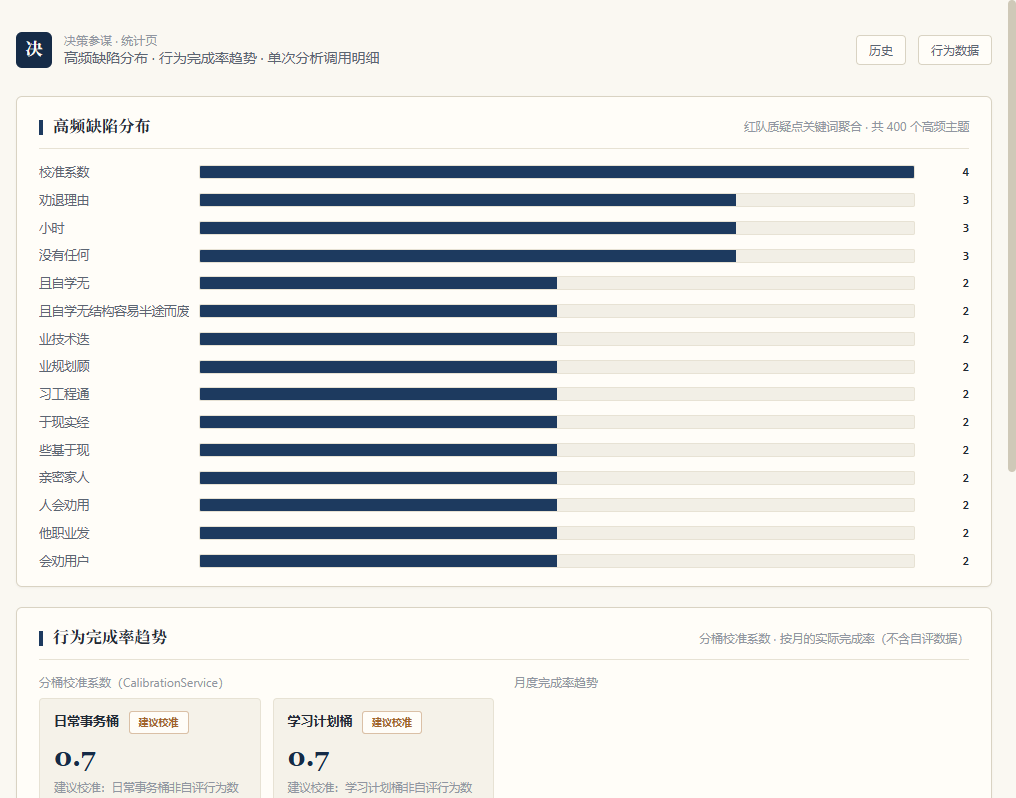 决
决策参谋 · 统计页
高频缺陷分布 · 行为完成率趋势 · 单次分析调用明细
历史
行为数据
高频缺陷分布
红队质疑点关键词聚合 · 共 400 个高频主题
校准系数 4
劝退理由 3
小时 3
没有任何 3
且自学无 2
且自学无结构容易半途而废 2
业技术迭 2
业规划顾 2
习工程通 2
于现实经 2
些基于现 2
亲密家人 2
人会劝用 2
他职业发 2
会劝用户 2
行为完成率趋势
分桶校准系数 · 按月的实际完成率（不含自评数据）
分桶校准系数（CalibrationService）
月度完成率趋势
日常事务桶 建议校准
0.7
建议校准：日常事务桶非自评行为数
学习计划桶 建议校准
0.7
建议校准：学习计划桶非自评行为数